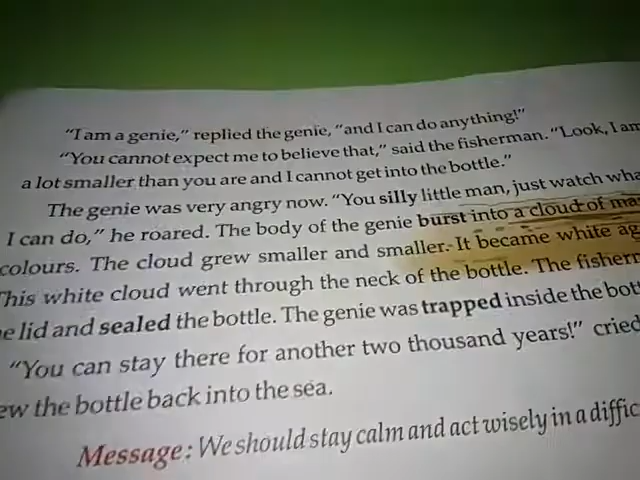 "I am a genie," replied the genie, "and I can do anything!"
"You cannot expect me to believe that," said the fisherman. "Look, I am
a lot smaller than you are and I cannot get into the bottle."
The genie was very angry now. "You silly little man, just watch
I can do," he roared. The body of the genie burst into a cloud of
colours. The cloud grew smaller and smaller. It became white
This white cloud went through the neck of the bottle. The
lid and sealed the bottle. The genie was trapped inside the
"You can stay there for another two thousand years!" cried
the bottle back into the sea.
Message: We should stay calm and act wisely in a